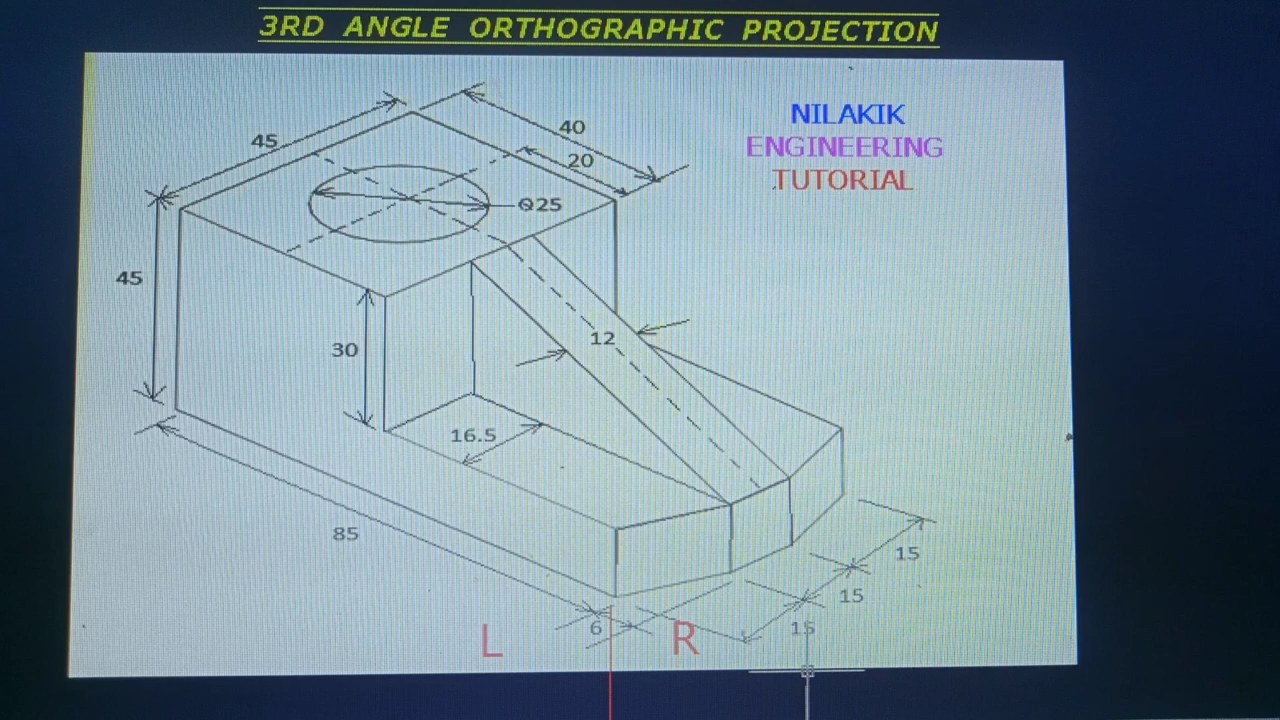 3RD ANGLE ORTHOGRAPHIC PROJECTION
NILAKIK
ENGINEERING
TUTORIAL
45
40
20
Φ25
45
30
12
16.5
85
15
15
15
6
L
R